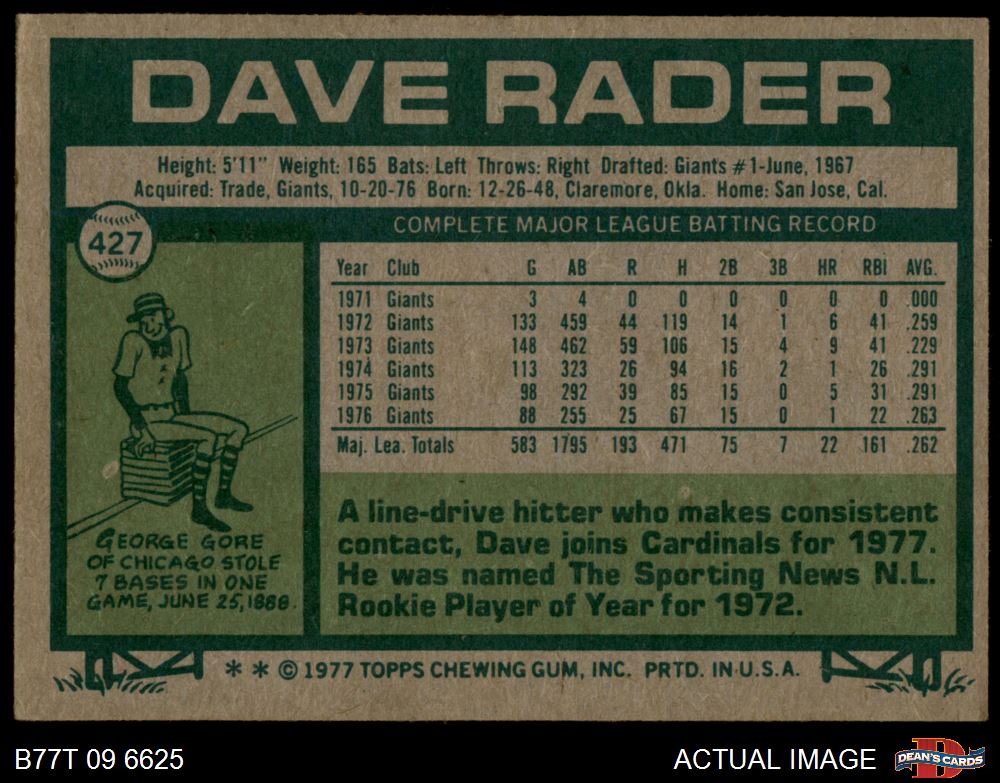 DAVE RADER
Height: 5'11" Weight: 165 Bats: Left Throws: Right Drafted: Giants #1-June, 1967
Acquired: Trade, Giants, 10-20-76 Born: 12-26-48, Claremore, Okla. Home: San Jose, Cal.
427
COMPLETE MAJOR LEAGUE BATTING RECORD
Year Club G AB R H 2B 3B HR RBI AVG.
1971 Giants 3 4 0 0 0 0 0 0 .000
1972 Giants 133 459 44 119 14 1 6 41 .259
1973 Giants 148 462 59 106 15 4 9 41 .229
1974 Giants 113 323 26 94 16 2 1 26 .291
1975 Giants 98 292 39 85 15 0 5 31 .291
1976 Giants 88 255 25 67 15 0 1 22 .263
Maj. Lea. Totals 583 1795 193 471 75 7 22 161 .262
GEORGE GORE
OF CHICAGO STOLE
7 BASES IN ONE
GAME, JUNE 25, 1888.
A line-drive hitter who makes consistent
contact, Dave joins Cardinals for 1977.
He was named The Sporting News N.L.
Rookie Player of Year for 1972.
* * © 1977 TOPPS CHEWING GUM, INC. PRTD. IN U.S.A.
B77T 09 6625
ACTUAL IMAGE
D
DEAN'S CARDS